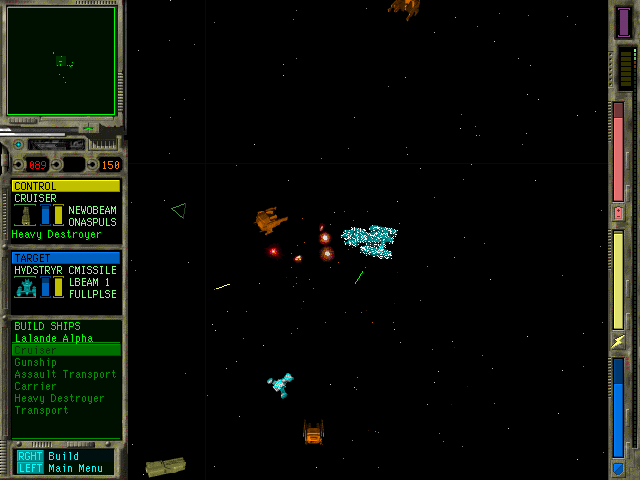 089 150
CONTROL
CRUISER
NEWOBEAM
ONASPULS
Heavy Destroyer
TARGET
HVDSTRYR CMISSILE
LBEAM 1
FULLPLSE
BUILD SHIPS
Lalande Alpha
Cruiser
Gunship
Assault Transport
Carrier
Heavy Destroyer
Transport
RGHT Build
LEFT Main Menu